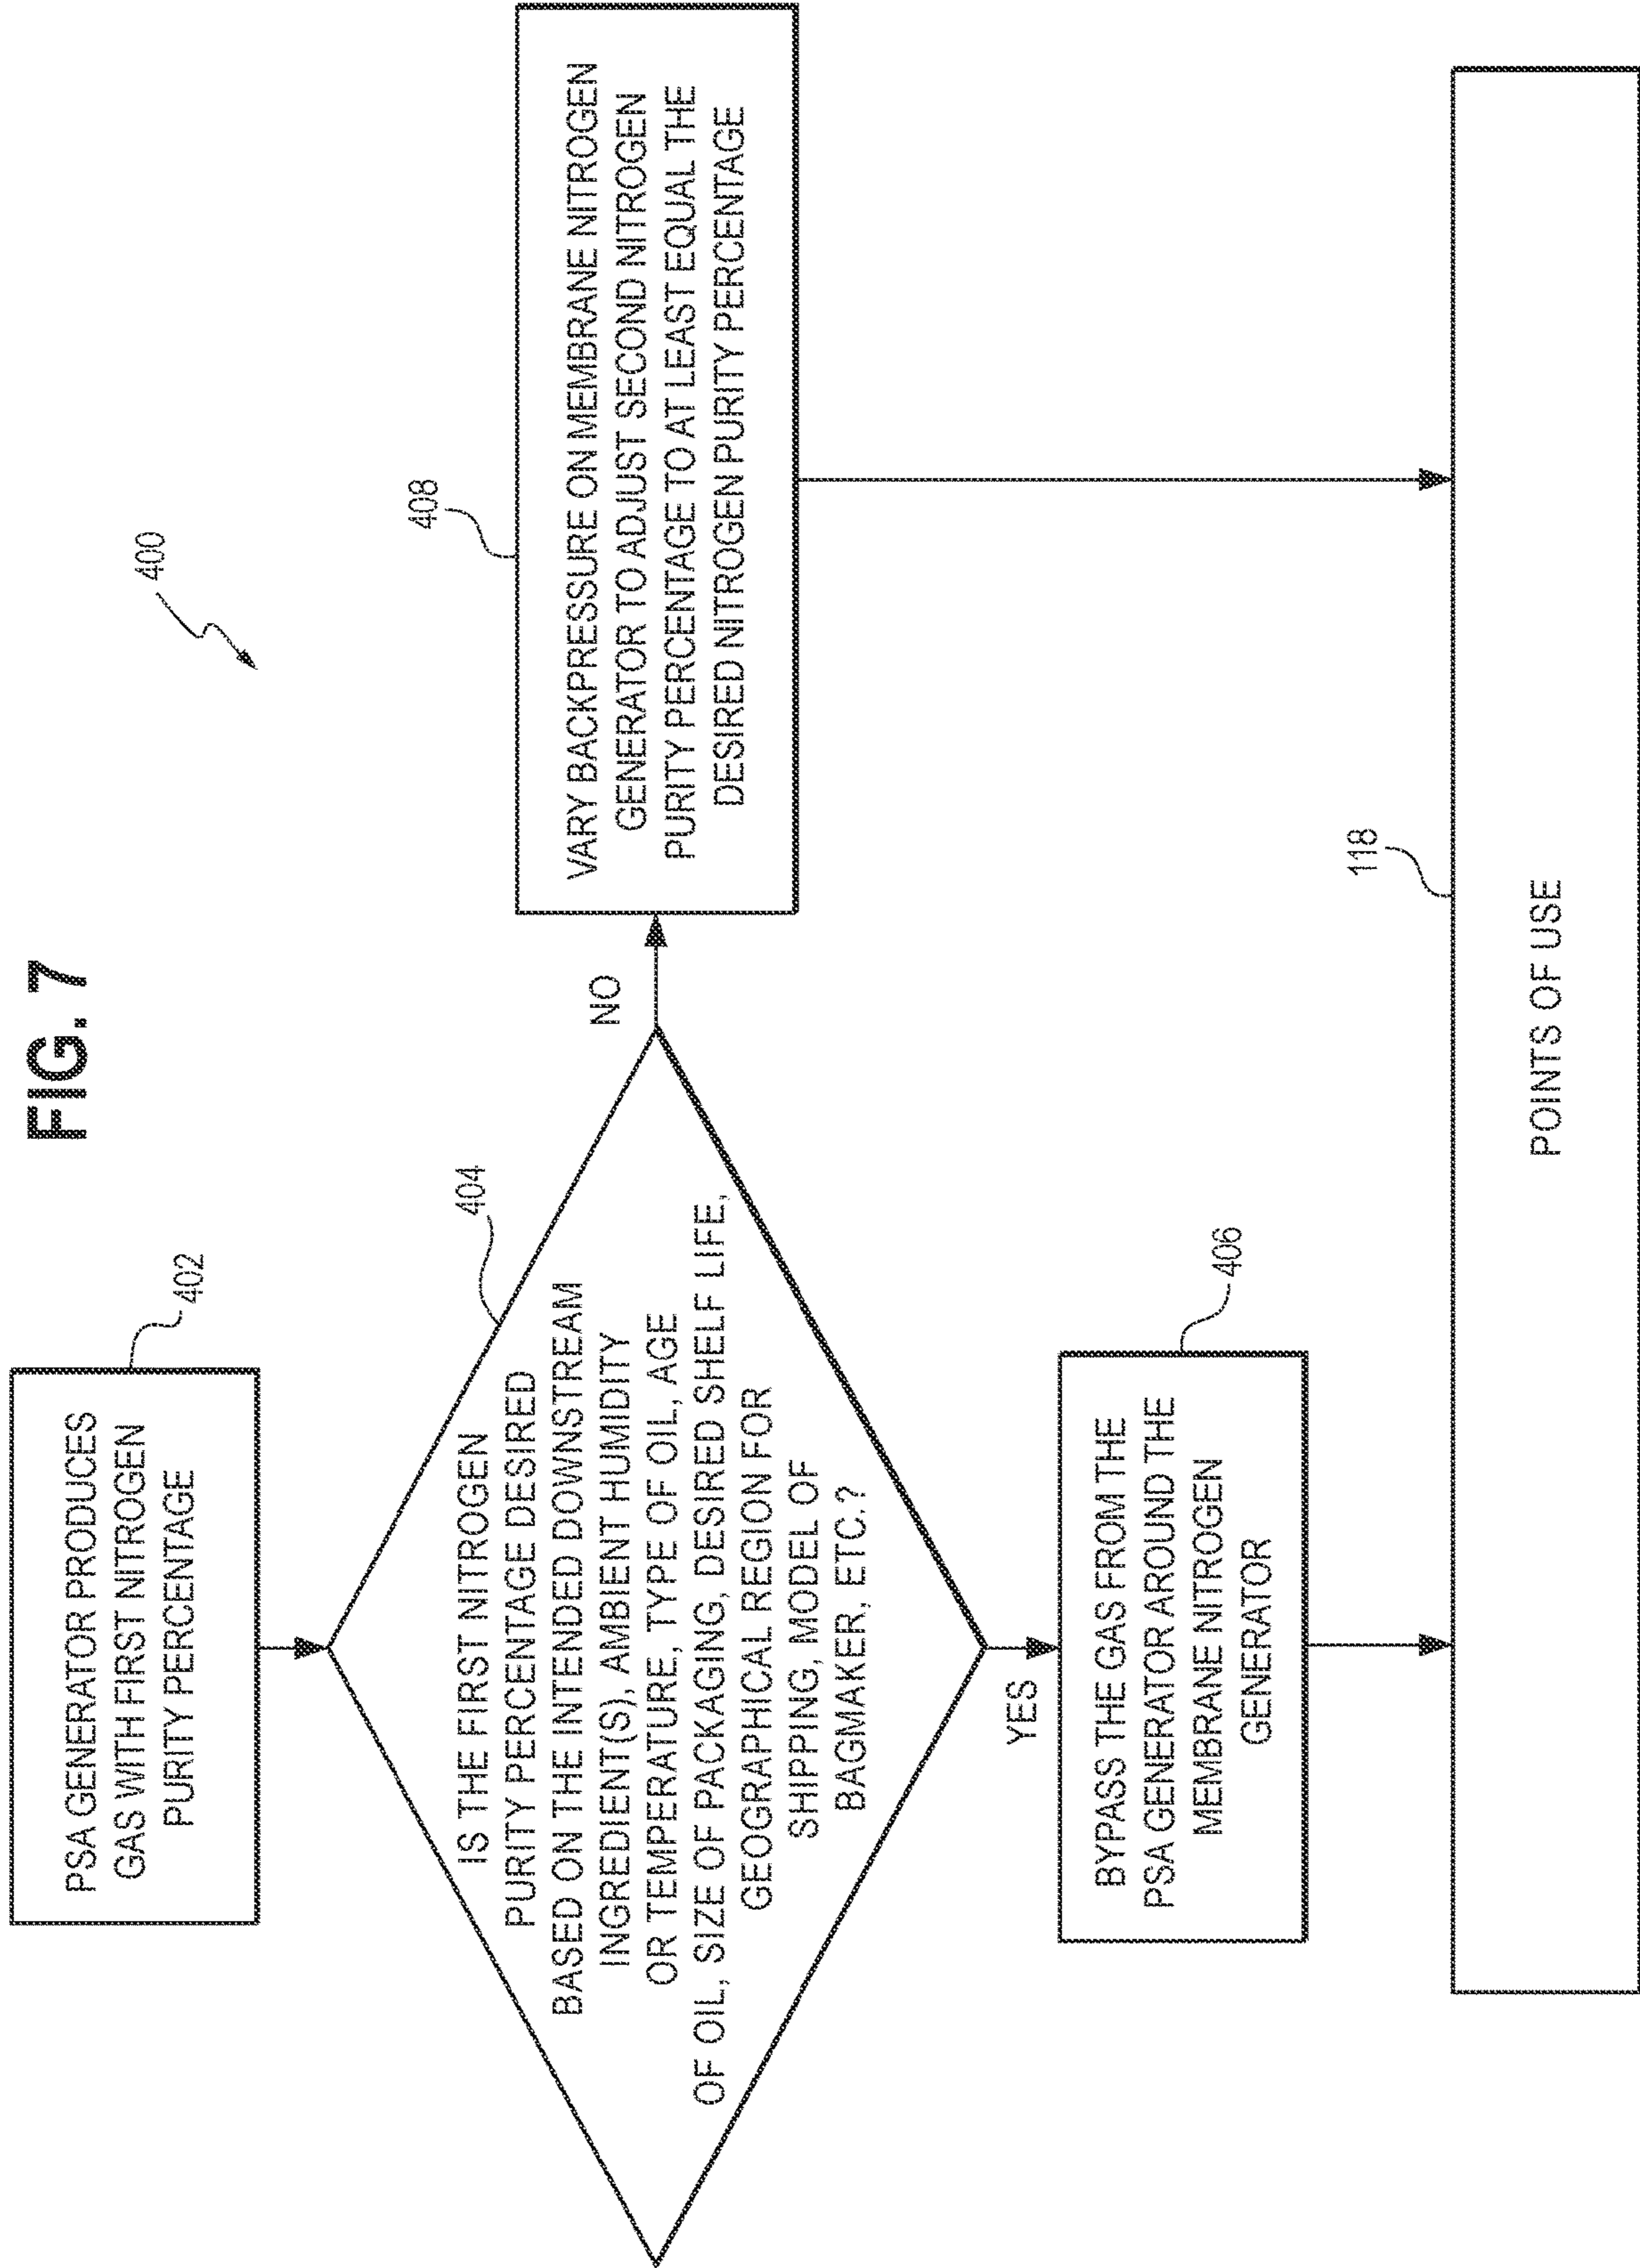 FIG. 7
400
402
PSA GENERATOR PRODUCES
GAS WITH FIRST NITROGEN
PURITY PERCENTAGE
404
IS THE FIRST NITROGEN
PURITY PERCENTAGE DESIRED
BASED ON THE INTENDED DOWNSTREAM
INGREDIENT(S), AMBIENT HUMIDITY
OR TEMPERATURE, TYPE OF OIL, AGE
OF OIL, SIZE OF PACKAGING, DESIRED SHELF LIFE,
GEOGRAPHICAL REGION FOR
SHIPPING, MODEL OF
BAGMAKER, ETC.?
NO
408
VARY BACKPRESSURE ON MEMBRANE NITROGEN
GENERATOR TO ADJUST SECOND NITROGEN
PURITY PERCENTAGE TO AT LEAST EQUAL THE
DESIRED NITROGEN PURITY PERCENTAGE
YES
406
BYPASS THE GAS FROM THE
PSA GENERATOR AROUND THE
MEMBRANE NITROGEN
GENERATOR
118
POINTS OF USE